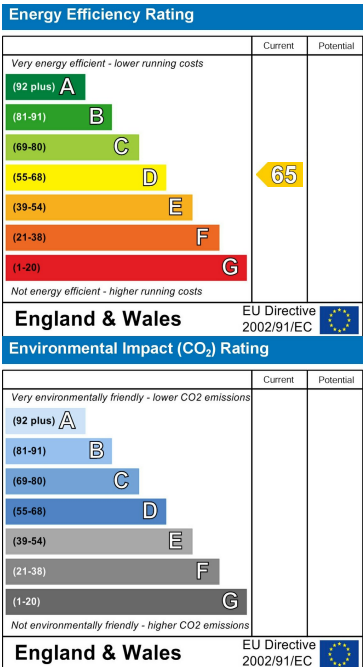 Energy Efficiency Rating
Current Potential
Very energy efficient - lower running costs
(92 plus) A
(81-91) B
(69-80) C
(55-68) D
65
(39-54) E
(21-38) F
(1-20) G
Not energy efficient - higher running costs
England & Wales
EU Directive
2002/91/EC
Environmental Impact (CO₂) Rating
Current Potential
Very environmentally friendly - lower CO2 emissions
(92 plus) A
(81-91) B
(69-80) C
(55-68) D
(39-54) E
(21-38) F
(1-20) G
Not environmentally friendly - higher CO2 emissions
England & Wales
EU Directive
2002/91/EC